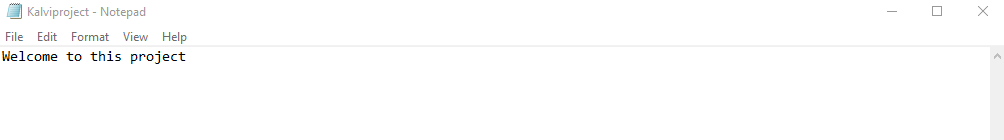 Kalviproject - Notepad
File Edit Format View Help
Welcome to this project